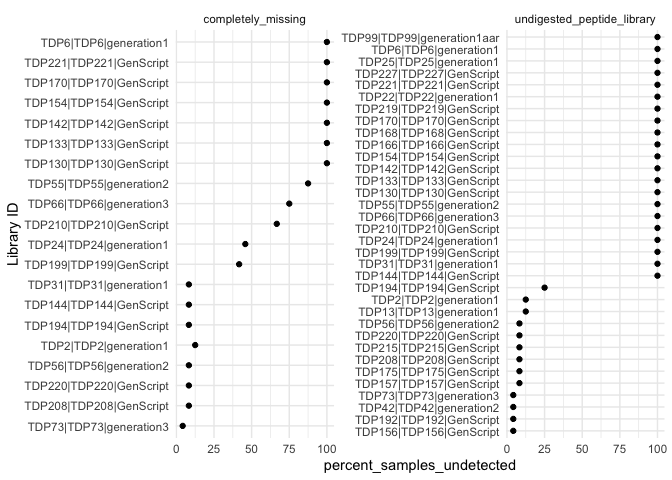 completely_missing
TDP6|TDP6|generation1
TDP221|TDP221|GenScript
TDP170|TDP170|GenScript
TDP154|TDP154|GenScript
TDP142|TDP142|GenScript
TDP133|TDP133|GenScript
TDP130|TDP130|GenScript
TDP55|TDP55|generation2
TDP66|TDP66|generation3
TDP210|TDP210|GenScript
TDP24|TDP24|generation1
TDP199|TDP199|GenScript
TDP31|TDP31|generation1
TDP144|TDP144|GenScript
TDP194|TDP194|GenScript
TDP2|TDP2|generation1
TDP56|TDP56|generation2
TDP220|TDP220|GenScript
TDP208|TDP208|GenScript
TDP73|TDP73|generation3
0 25 50 75 100
undigested_peptide_library
TDP99|TDP99|generation1aar
TDP6|TDP6|generation1
TDP25|TDP25|generation1
TDP227|TDP227|GenScript
TDP221|TDP221|GenScript
TDP22|TDP22|generation1
TDP219|TDP219|GenScript
TDP170|TDP170|GenScript
TDP168|TDP168|GenScript
TDP166|TDP166|GenScript
TDP154|TDP154|GenScript
TDP142|TDP142|GenScript
TDP133|TDP133|GenScript
TDP130|TDP130|GenScript
TDP55|TDP55|generation2
TDP66|TDP66|generation3
TDP210|TDP210|GenScript
TDP24|TDP24|generation1
TDP199|TDP199|GenScript
TDP31|TDP31|generation1
TDP144|TDP144|GenScript
TDP194|TDP194|GenScript
TDP2|TDP2|generation1
TDP13|TDP13|generation1
TDP56|TDP56|generation2
TDP220|TDP220|GenScript
TDP215|TDP215|GenScript
TDP208|TDP208|GenScript
TDP175|TDP175|GenScript
TDP157|TDP157|GenScript
TDP73|TDP73|generation3
TDP42|TDP42|generation2
TDP192|TDP192|GenScript
TDP156|TDP156|GenScript
0 25 50 75 100
Library ID
percent_samples_undetected